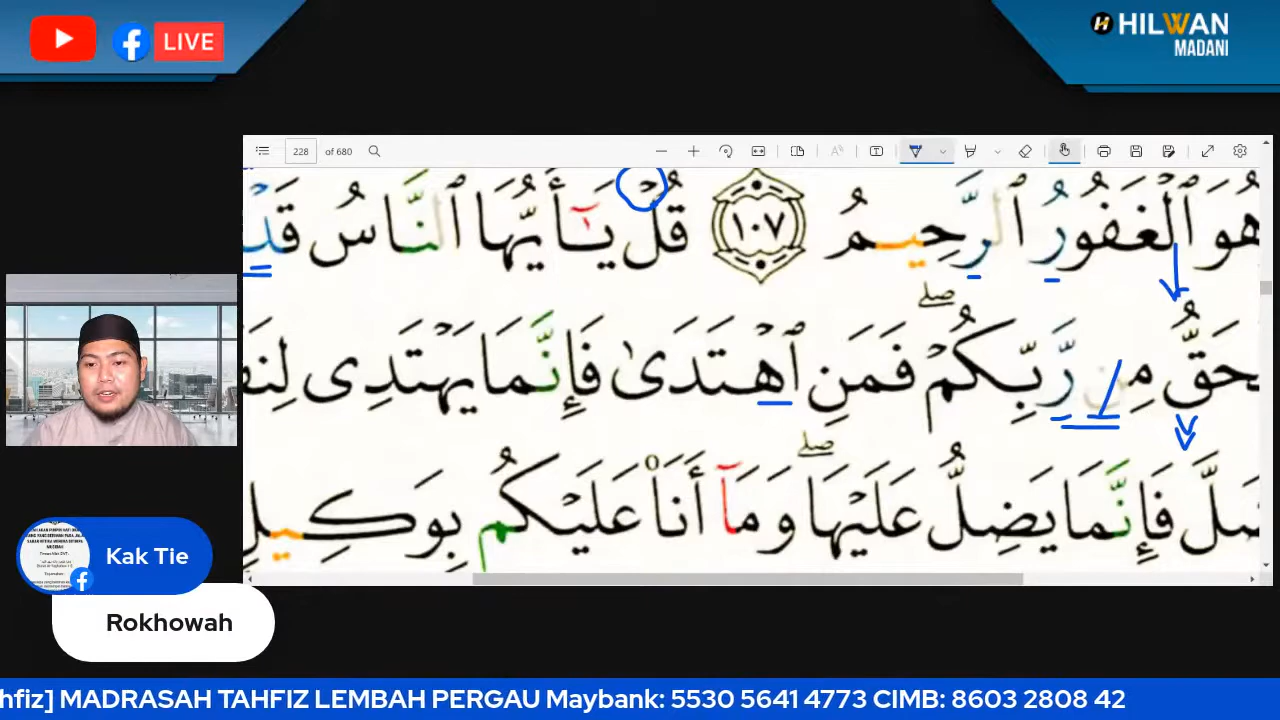 LIVE
HILWAN
MADANI
228 of 680
هُوَ ٱلْغَفُورُ ٱلرَّحِيمُ ١٠٧ قُلْ يَـٰٓأَيُّهَا ٱلنَّاسُ قَدْ
حَقُّ مِن رَّبِّكُمْ ۖ فَمَنِ ٱهْتَدَىٰ فَإِنَّمَا يَهْتَدِى
ضَلَّ فَإِنَّمَا يَضِلُّ عَلَيْهَا ۖ وَمَآ أَنَا۠ عَلَيْكُم بِوَكِيلٍ
Kak Tie
Rokhowah
hfiz] MADRASAH TAHFIZ LEMBAH PERGAU Maybank: 5530 5641 4773 CIMB: 8603 2808 42